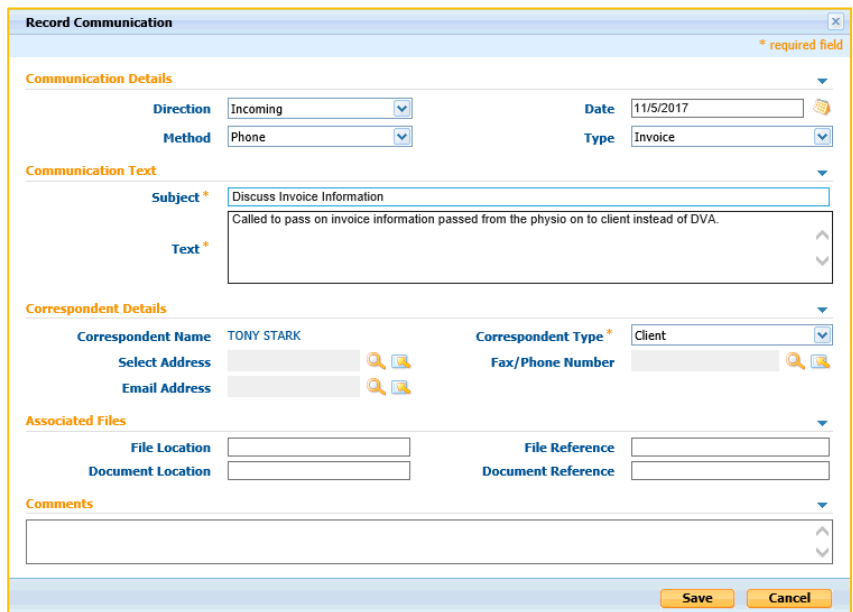 Record Communication
* required field
Communication Details
Direction Incoming Date 11/5/2017
Method Phone Type Invoice
Communication Text
Subject * Discuss Invoice Information
Called to pass on invoice information passed from the physio on to client instead of DVA.
Text *
Correspondent Details
Correspondent Name TONY STARK Correspondent Type * Client
Select Address Fax/Phone Number
Email Address
Associated Files
File Location File Reference
Document Location Document Reference
Comments
Save Cancel